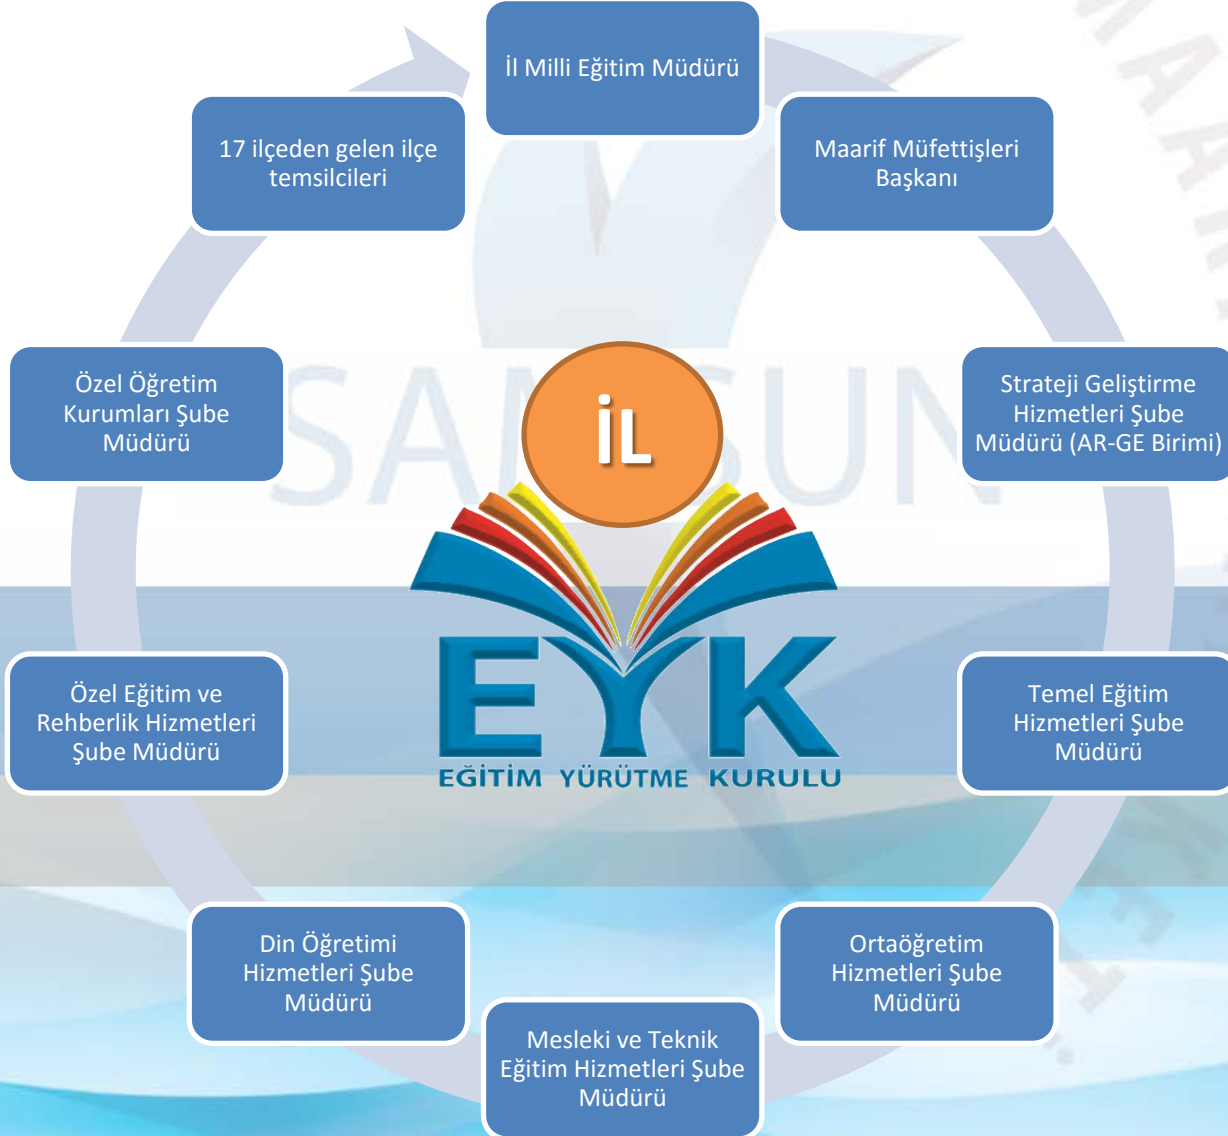 İl Milli Eğitim Müdürü
Maarif Müfettişleri
Başkanı
Strateji Geliştirme
Hizmetleri Şube
Müdürü (AR-GE Birimi)
Temel Eğitim
Hizmetleri Şube
Müdürü
Ortaöğretim
Hizmetleri Şube
Müdürü
Mesleki ve Teknik
Eğitim Hizmetleri Şube
Müdürü
Din Öğretimi
Hizmetleri Şube
Müdürü
Özel Eğitim ve
Rehberlik Hizmetleri
Şube Müdürü
Özel Öğretim
Kurumları Şube
Müdürü
17 ilçeden gelen ilçe
temsilcileri
SAMSUN
İL
EYK
EĞİTİM YÜRÜTME KURULU